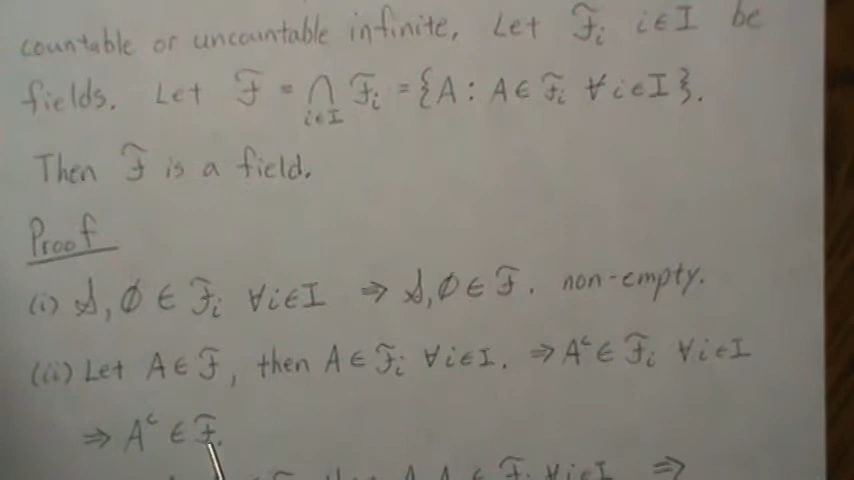 countable or uncountable infinite. Let ℱᵢ i∈I be
fields. Let ℱ = ⋂_{i∈I} ℱᵢ = {A : A∈ℱᵢ ∀i∈I}.
Then ℱ is a field.
Proof
(i) 𝒮, ∅ ∈ ℱᵢ ∀i∈I ⇒ 𝒮, ∅ ∈ ℱ. non-empty.
(ii) Let A∈ℱ, then A∈ℱᵢ ∀i∈I. ⇒ Aᶜ∈ℱᵢ ∀i∈I
⇒ Aᶜ ∈ ℱ.
∈ ℱᵢ ∀i∈I ⇒